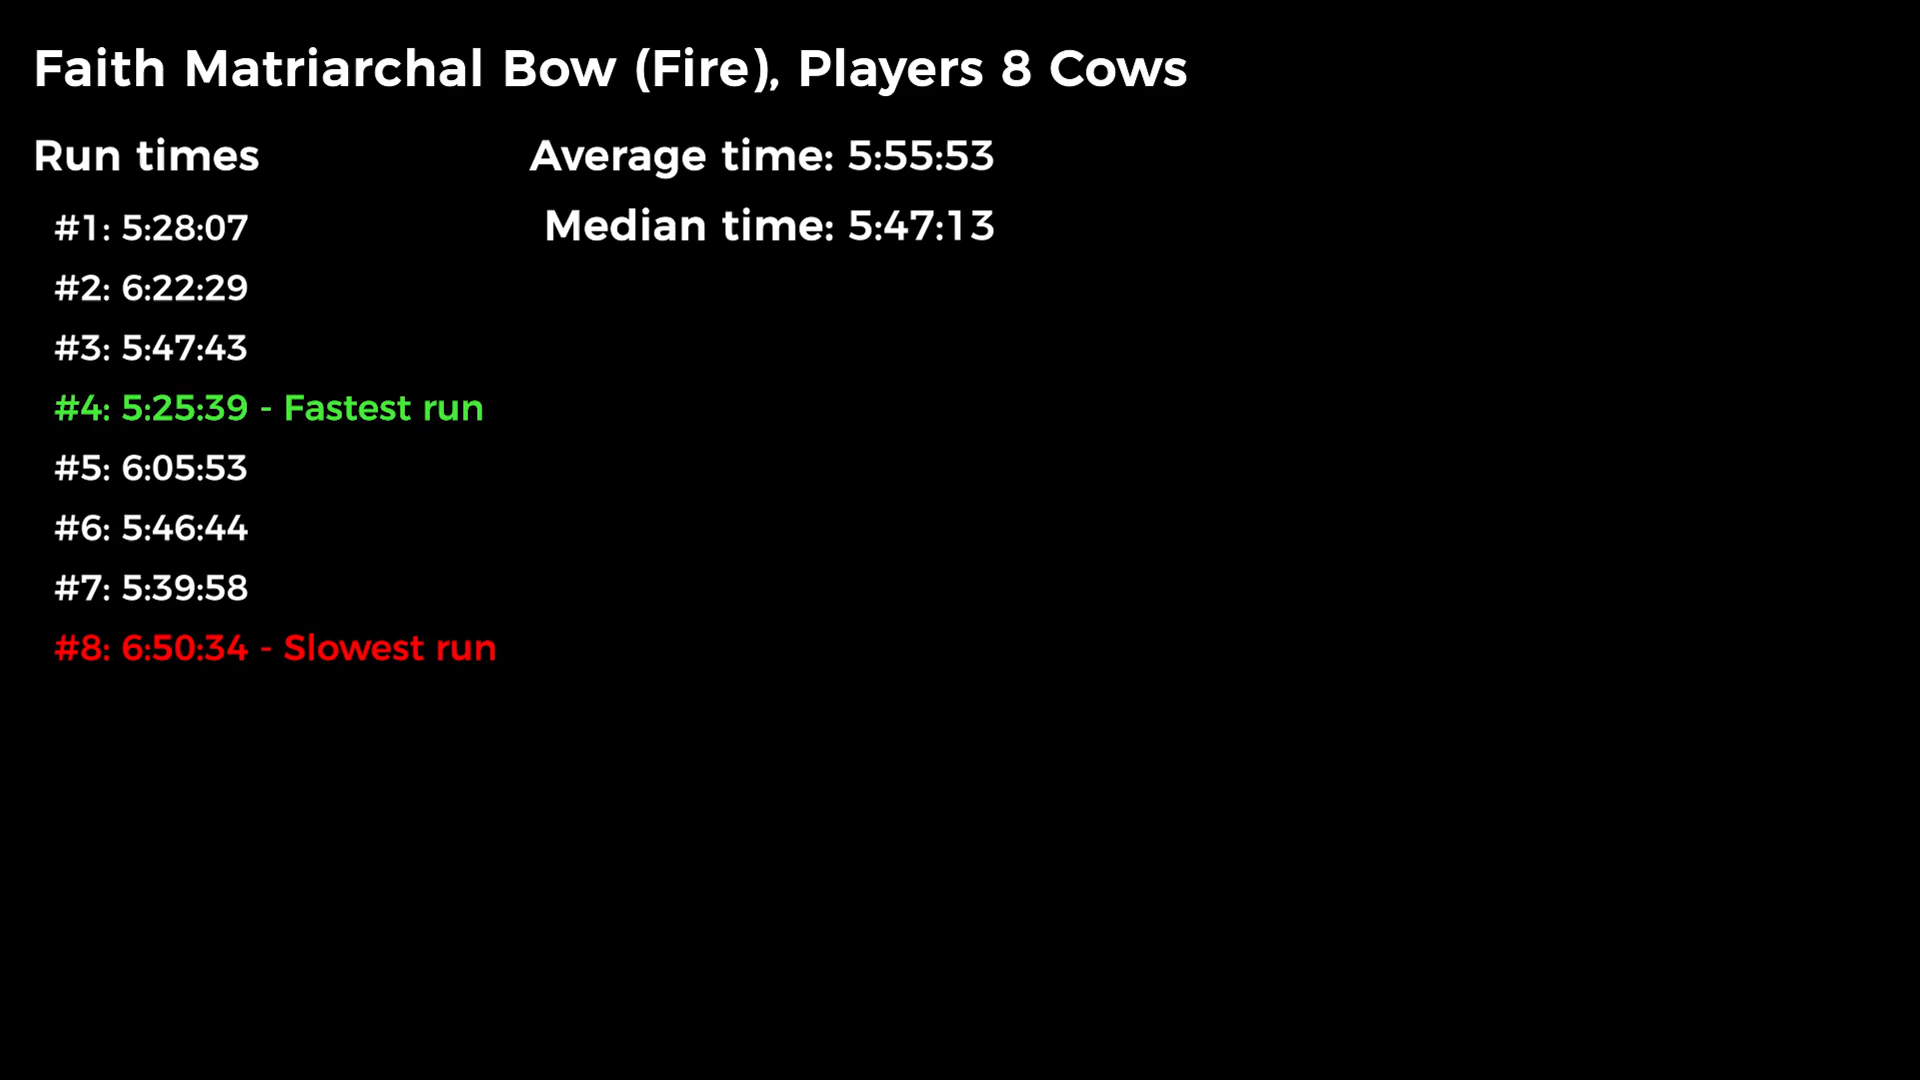 Faith Matriarchal Bow (Fire), Players 8 Cows
Run times
#1: 5:28:07
#2: 6:22:29
#3: 5:47:43
#4: 5:25:39 - Fastest run
#5: 6:05:53
#6: 5:46:44
#7: 5:39:58
#8: 6:50:34 - Slowest run
Average time: 5:55:53
Median time: 5:47:13